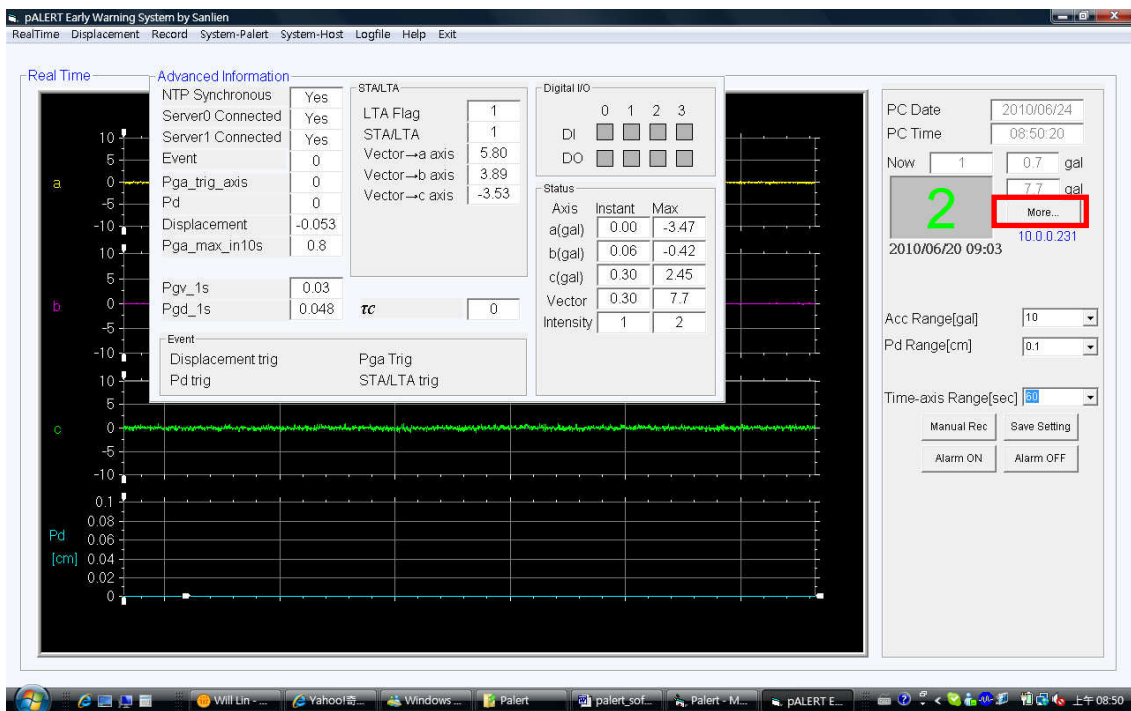 pALERT Early Warning System by Sanlien
RealTime Displacement Record System-Palert System-Host Logfile Help Exit
Real Time
Advanced Information
NTP Synchronous Yes
Server0 Connected Yes
Server1 Connected Yes
Event 0
Pga_trig_axis 0
Pd 0
Displacement -0.053
Pga_max_in10s 0.8
Pgv_1s 0.03
Pgd_1s 0.048
STA/LTA
LTA Flag 1
STA/LTA 1
Vector→a axis 5.80
Vector→b axis 3.89
Vector→c axis -3.53
τc 0
Event
Displacement trig Pga Trig
Pd trig STA/LTA trig
Digital I/O
0 1 2 3
DI
DO
Status
Axis Instant Max
a(gal) 0.00 -3.47
b(gal) 0.06 -0.42
c(gal) 0.30 2.45
Vector 0.30 7.7
Intensity 1 2
a
10
5
0
-5
-10
b
10
5
0
-5
-10
c
10
5
0
-5
-10
Pd
[cm]
0.1
0.08
0.06
0.04
0.02
0
PC Date 2010/06/24
PC Time 08:50:20
Now 1 0.7 gal
2 7.7 gal
More...
10.0.0.231
2010/06/20 09:03
Acc Range[gal] 10
Pd Range[cm] 0.1
Time-axis Range[sec] 60
Manual Rec Save Setting
Alarm ON Alarm OFF
Will Lin - ... Yahoo!奇... Windows ... Palert palert_sof... Palert - M... pALERT E... 上午 08:50